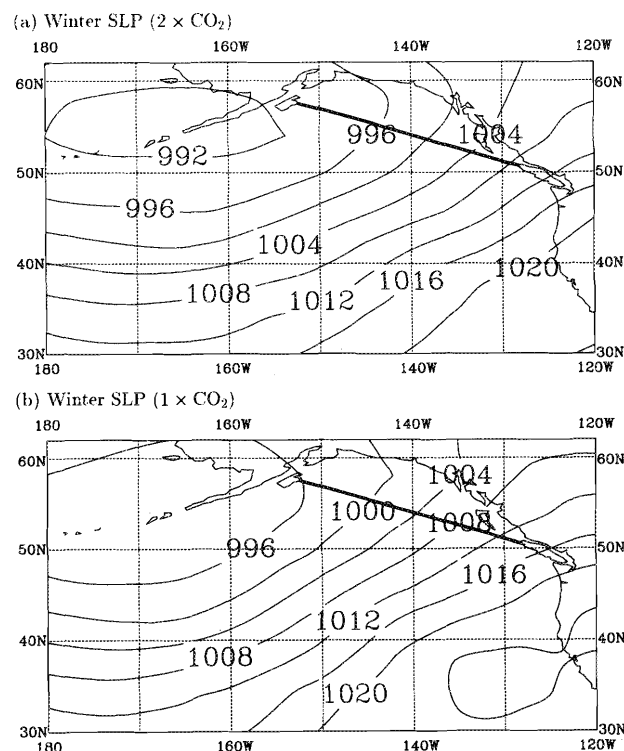 (a) Winter SLP (2 × CO₂)
180 160W 140W 120W
60N 60N
996 1004
992
50N 50N
996
1004
1020
1016
40N 40N
1008
1012
30N 30N
180 160W 140W 120W
(b) Winter SLP (1 × CO₂)
180 160W 140W 120W
60N 60N
1004
1000
1008
996
50N 50N
1016
1012
40N 40N
1008
1020
30N 30N
180 160W 140W 120W